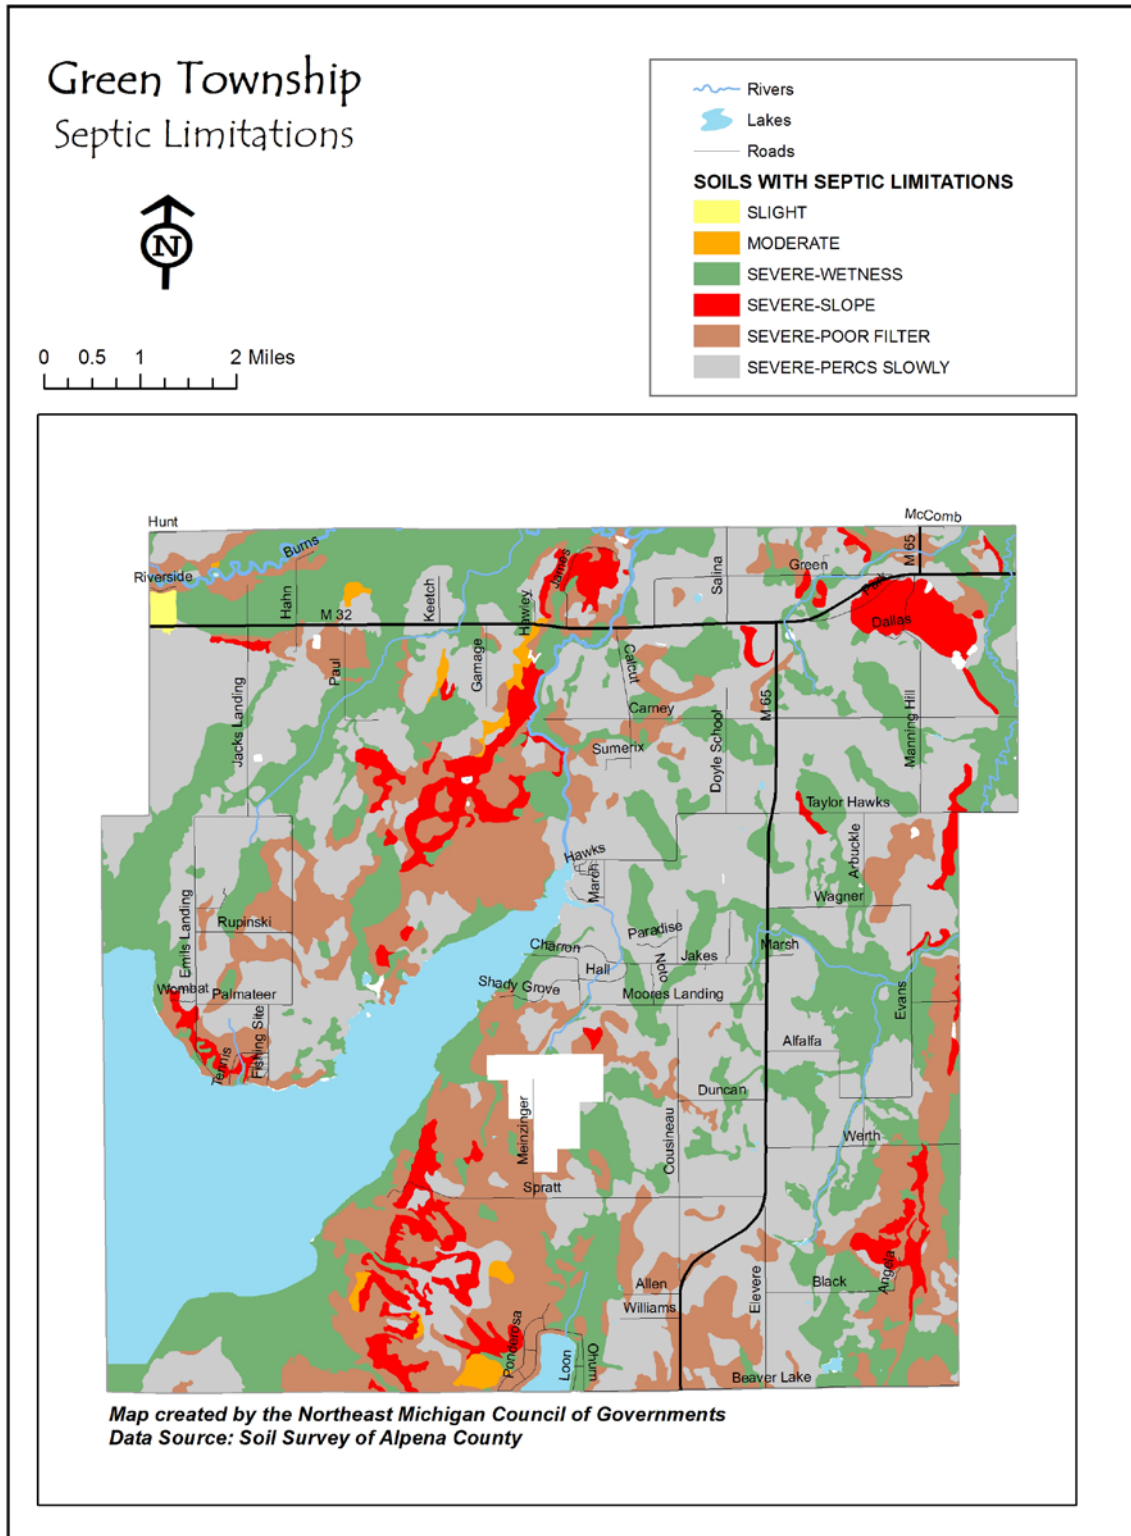 Green Township
Septic Limitations
N
0 0.5 1 2 Miles
Rivers
Lakes
Roads
SOILS WITH SEPTIC LIMITATIONS
SLIGHT
MODERATE
SEVERE-WETNESS
SEVERE-SLOPE
SEVERE-POOR FILTER
SEVERE-PERCS SLOWLY
Hunt
McComb
Burns
Riverside
James
Salina
Green
M 65
Park
Hahn
Keetch
Hawley
M 32
Dallas
Paul
Gamage
Calcut
Carney
M 65
Jacks Landing
Doyle School
Manning Hill
Sumerix
Taylor Hawks
Hawks
Arbuckle
March
Wagner
Emils Landing
Rupinski
Paradise
Charron
Jakes
Marsh
Noto
Hall
Wombat
Palmateer
Shady Grove
Moores Landing
Evans
Fishing Site
Tennis
Alfalfa
Duncan
Meinzinger
Cousineau
Werth
Spratt
Allen
Black
Angela
Williams
Elevere
Ponderosa
Loon
Ohum
Beaver Lake
Map created by the Northeast Michigan Council of Governments
Data Source: Soil Survey of Alpena County